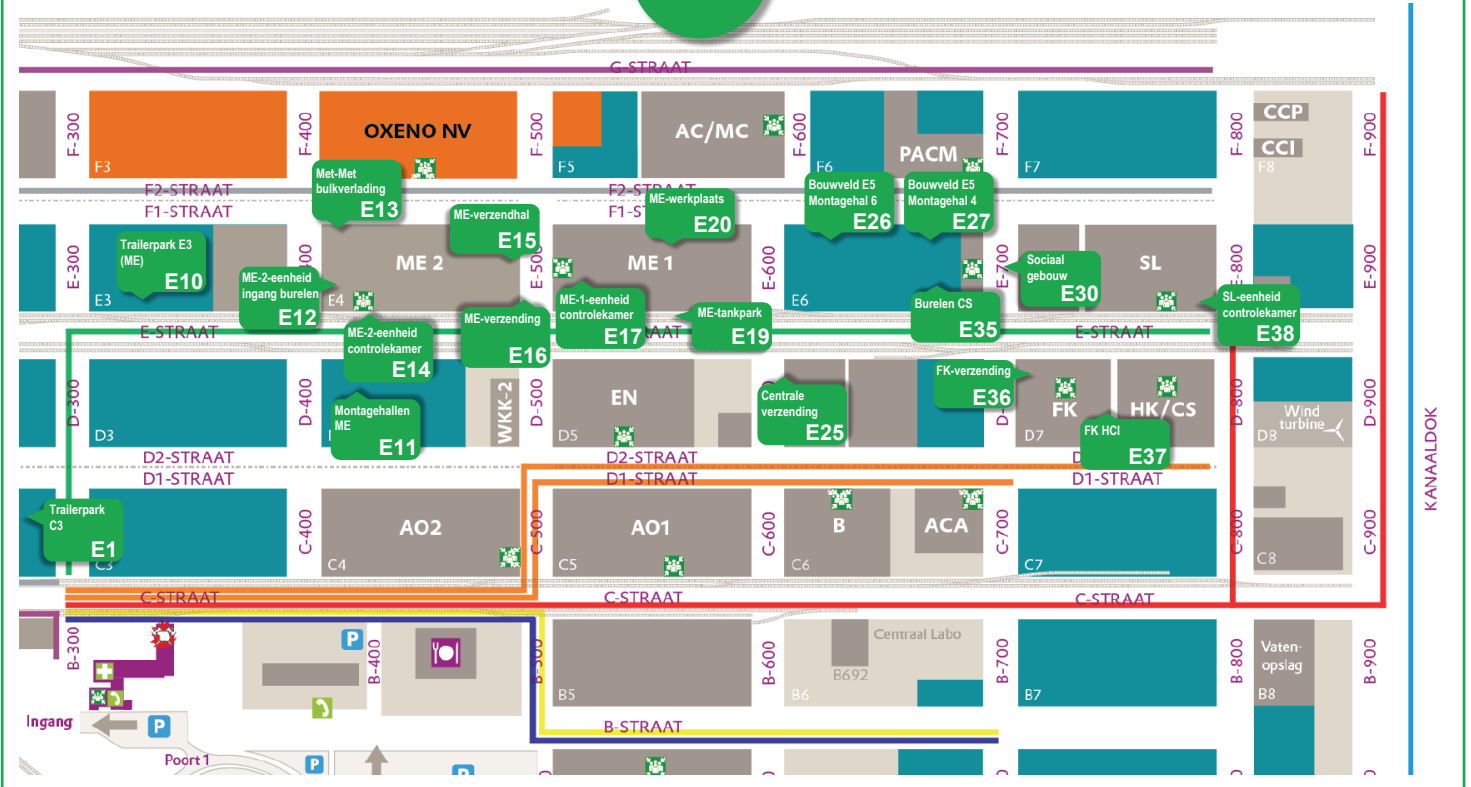 G-STRAAT
F-300
F3
F-400
OXENO NV
F-500
F5
AC/MC
F-600
F6
PACM
F-700
F7
F-800
CCP
CCI
F8
F-900
F2-STRAAT
F2-STRAAT
F1-STRAAT
F1-S
Met-Met
bulkverlading
E13
ME-verzendhal
E15
ME-werkplaats
E20
Bouwveld E5
Montagehal 6
E26
Bouwveld E5
Montagehal 4
E27
E-300
E3
Trailerpark E3
(ME)
E10
400
ME-2-eenheid
ingang burelen
E12
E4
ME 2
E-500
ME 1
ME-1-eenheid
controlekamer
E17
ME-verzending
E16
ME-tankpark
E19
E-600
E6
Burelen CS
E35
E-700
Sociaal
gebouw
E30
SL
E-800
SL-eenheid
controlekamer
E38
E-900
E-STRAAT
RAAT
E-STRAAT
ME-2-eenheid
controlekamer
E14
D-300
D3
D-400
Montagehallen
ME
E11
WKK-2
D-500
EN
D5
Centrale
verzending
E25
FK-verzending
E36
D-
FK
D7
HK/CS
FK HCl
E37
D-800
Wind
turbine
D8
D-900
KANAALDOK
D2-STRAAT
D2-STRAAT
D
D1-STRAAT
D1-STRAAT
D1-STRAAT
Trailerpark
C3
E1
C3
C-400
AO2
C4
C-500
AO1
C5
C-600
B
C6
ACA
C-700
C7
C-800
C8
C-900
C-STRAAT
C-STRAAT
C-STRAAT
B-300
P
B-400
B-500
B5
B-600
Centraal Labo
B692
B6
B-700
B7
B-800
Vaten-
opslag
B8
B-900
Ingang
P
B-STRAAT
Poort 1
P
P